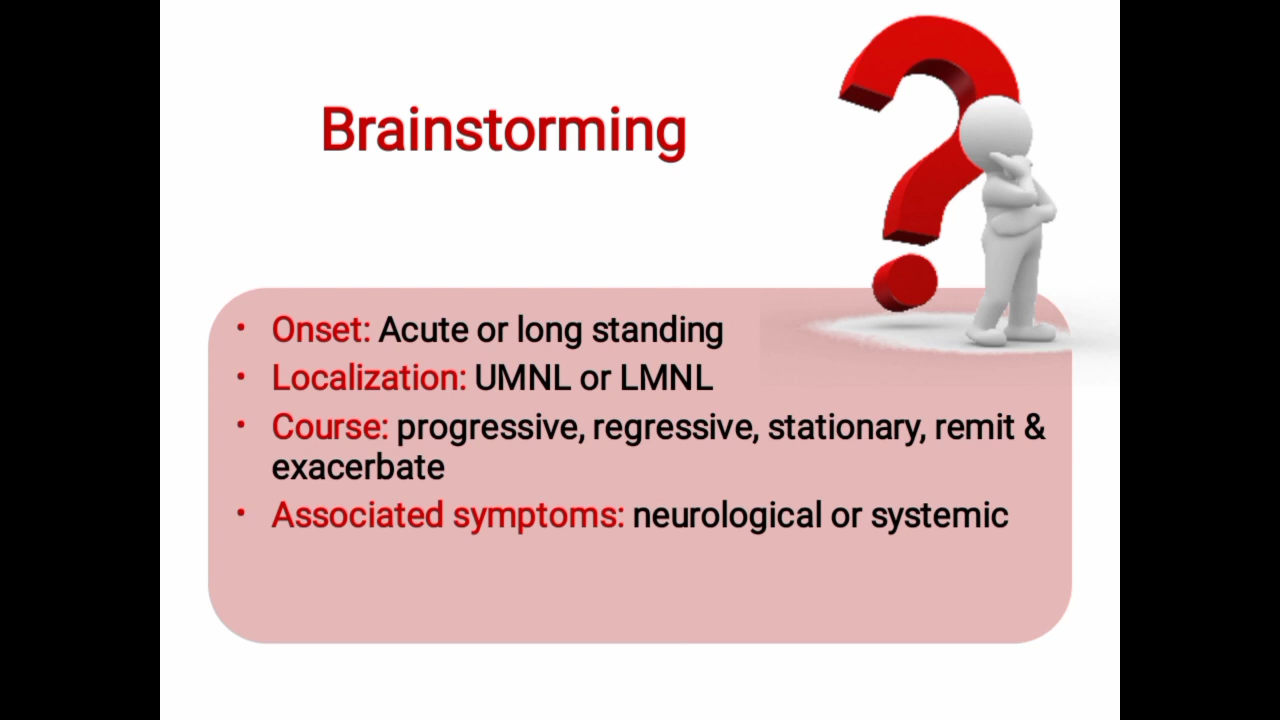 Brainstorming
• Onset: Acute or long standing
• Localization: UMNL or LMNL
• Course: progressive, regressive, stationary, remit &
exacerbate
• Associated symptoms: neurological or systemic